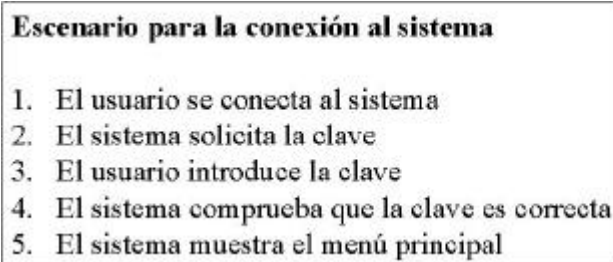 Escenario para la conexión al sistema
1. El usuario se conecta al sistema
2. El sistema solicita la clave
3. El usuario introduce la clave
4. El sistema comprueba que la clave es correcta
5. El sistema muestra el menú principal